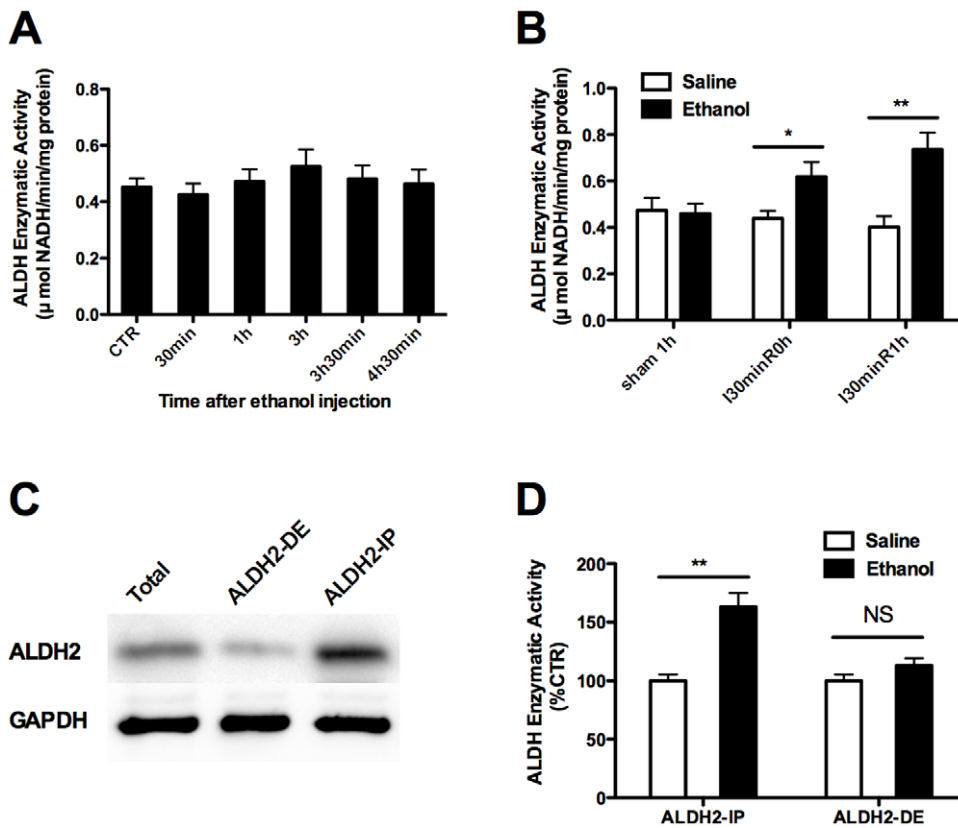 A
ALDH Enzymatic Activity
(μ mol NADH/min/mg protein)
0.8
0.6
0.4
0.2
0.0
CTR
30min
1h
3h
3h30min
4h30min
Time after ethanol injection
B
Saline
Ethanol
ALDH Enzymatic Activity
(μ mol NADH/min/mg protein)
1.0
0.8
0.6
0.4
0.2
0.0
*
**
sham 1h
I30minR0h
I30minR1h
C
Total
ALDH2-DE
ALDH2-IP
ALDH2
GAPDH
D
Saline
Ethanol
ALDH Enzymatic Activity
(%CTR)
200
150
100
50
0
**
NS
ALDH2-IP
ALDH2-DE